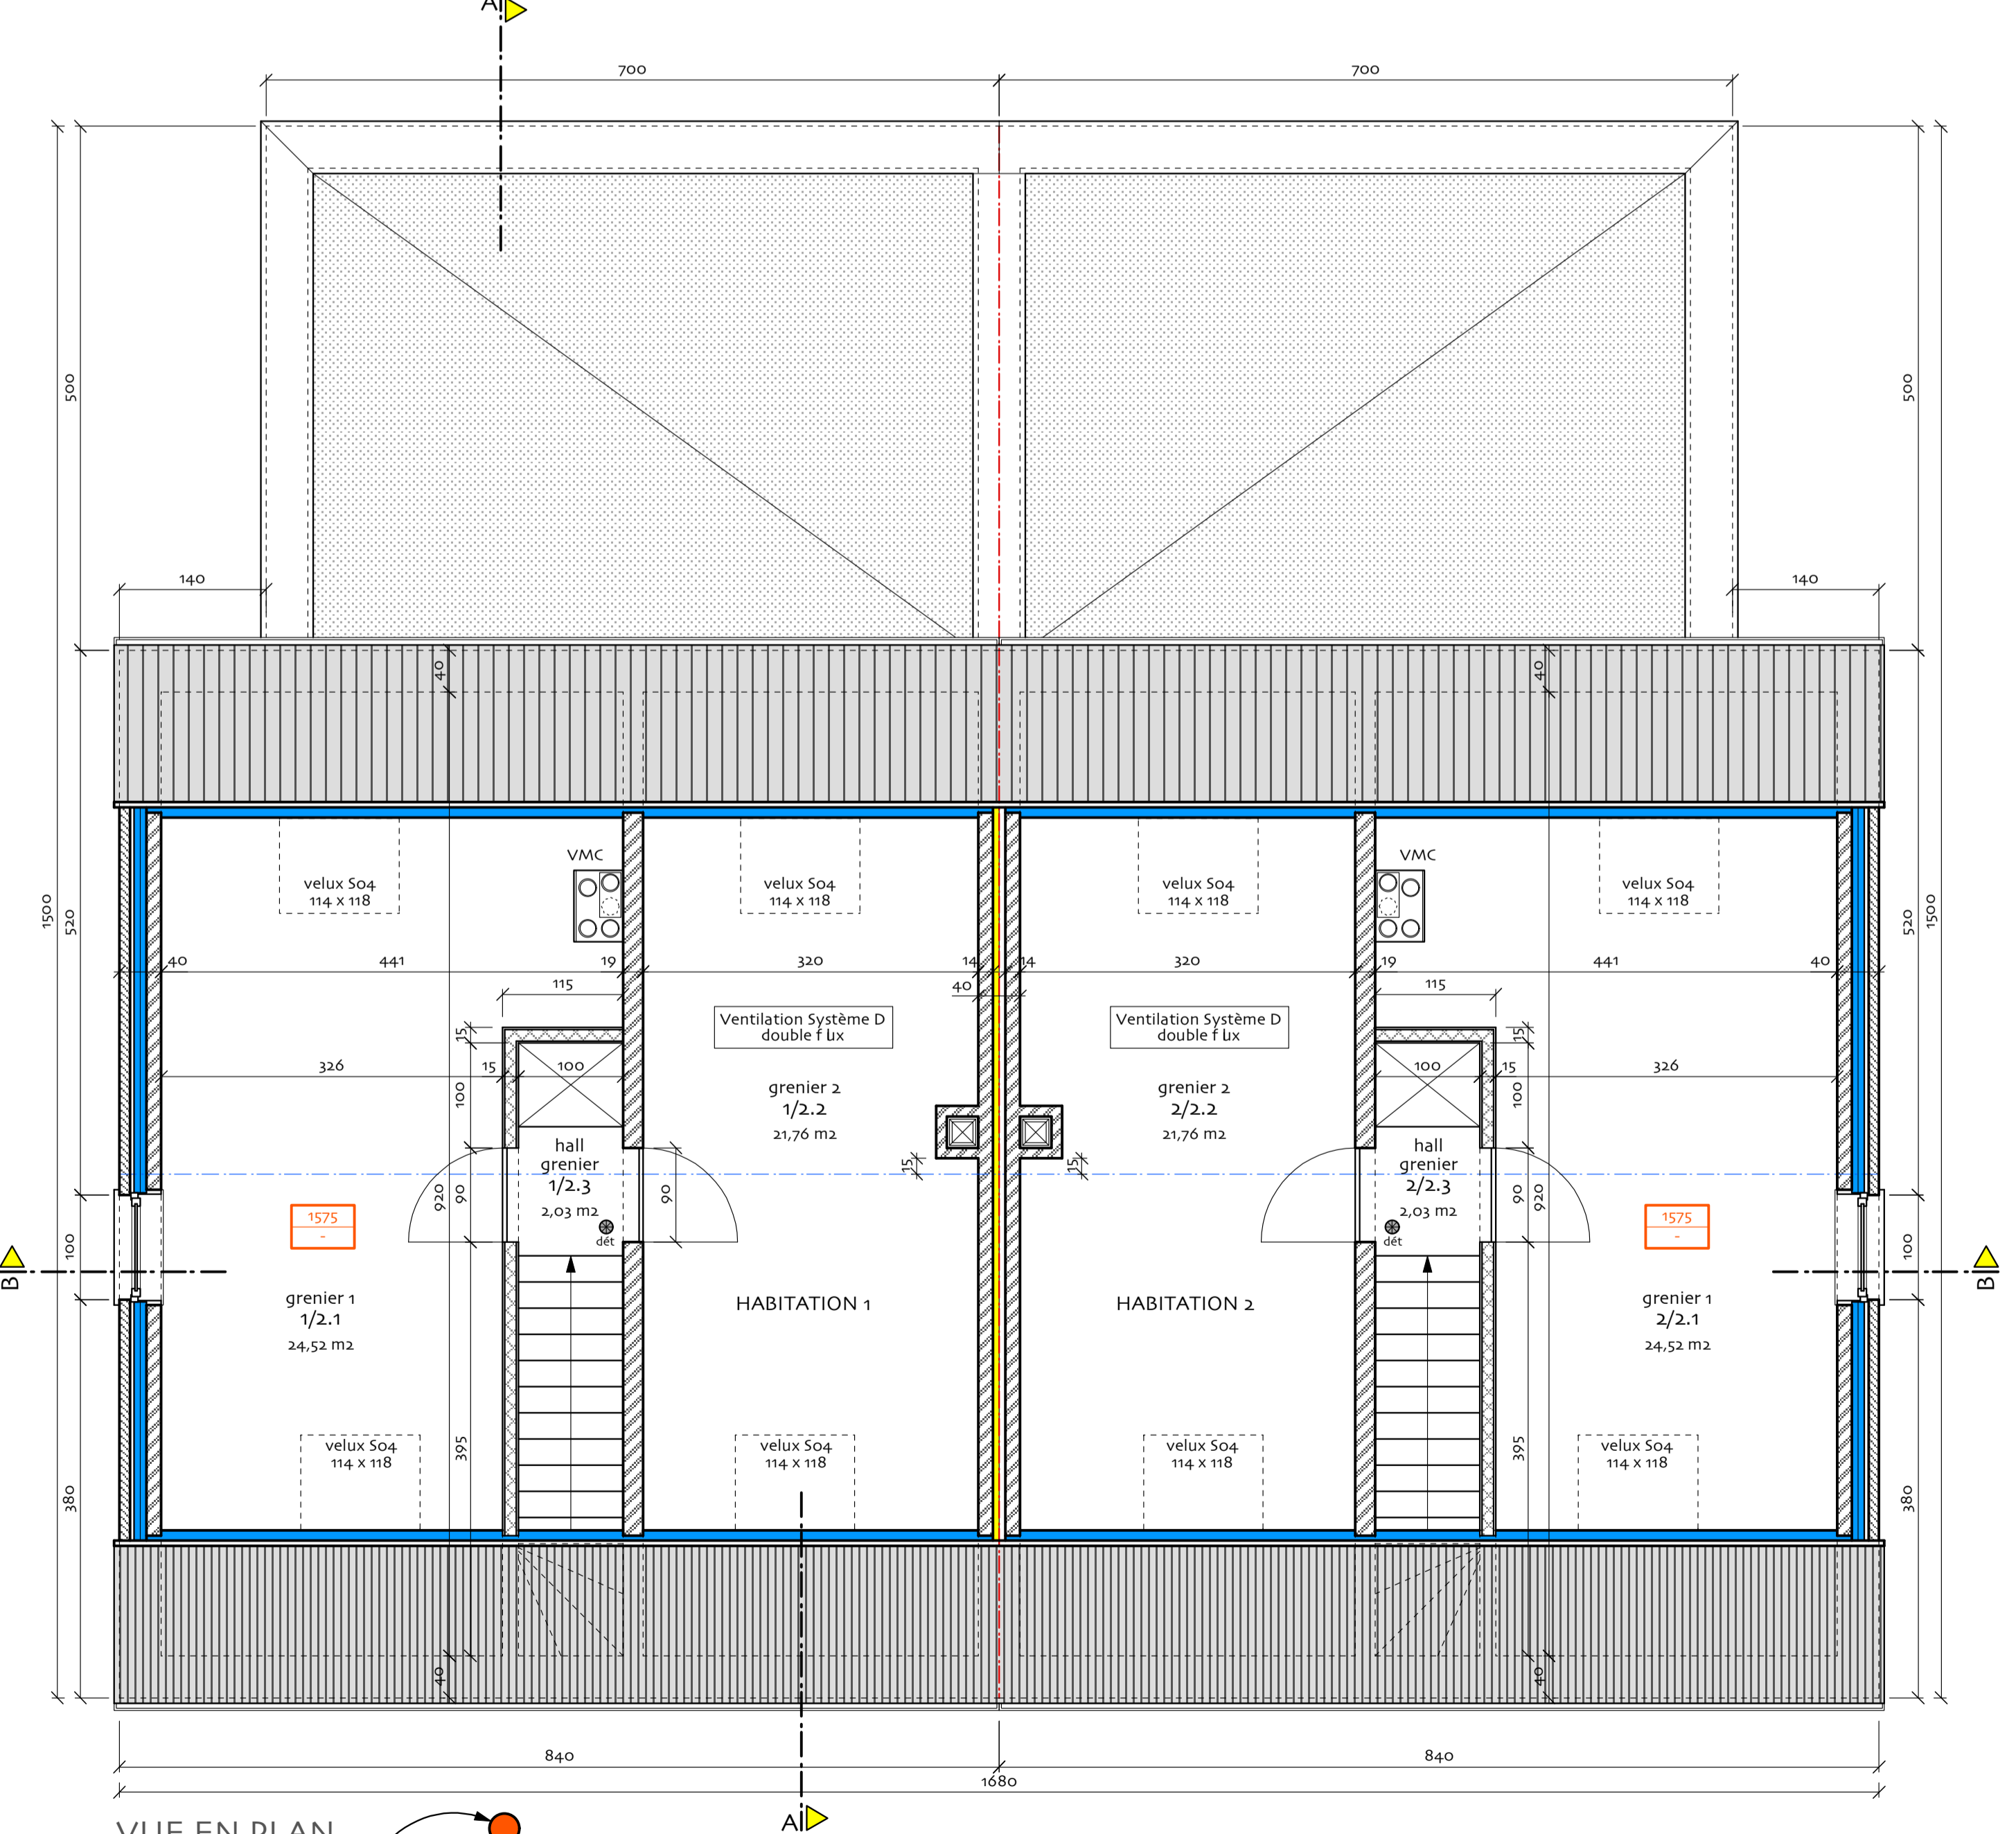 A
700 700
500 500
140 140
40 40
1500 520 520 1500
VMC VMC
velux S04 velux S04 velux S04 velux S04
114 x 118 114 x 118 114 x 118 114 x 118
40 441 19 320 14 14 320 19 441 40
115 40 115
Ventilation Système D Ventilation Système D
double flux double flux
15 15
326 15 100 100 15 326
100 100
grenier 2 grenier 2
1/2.2 2/2.2
21,76 m2 21,76 m2
15 15
hall hall
grenier grenier
1/2.3 2/2.3
2,03 m2 2,03 m2
920 90 90 90 920
dét dét
1575 1575
- -
100 100
B B
grenier 1 HABITATION 1 HABITATION 2 grenier 1
1/2.1 2/2.1
24,52 m2 24,52 m2
395 395
velux S04 velux S04 velux S04 velux S04
114 x 118 114 x 118 114 x 118 114 x 118
380 380
40 40
840 840
1680
A
VUE EN PLAN